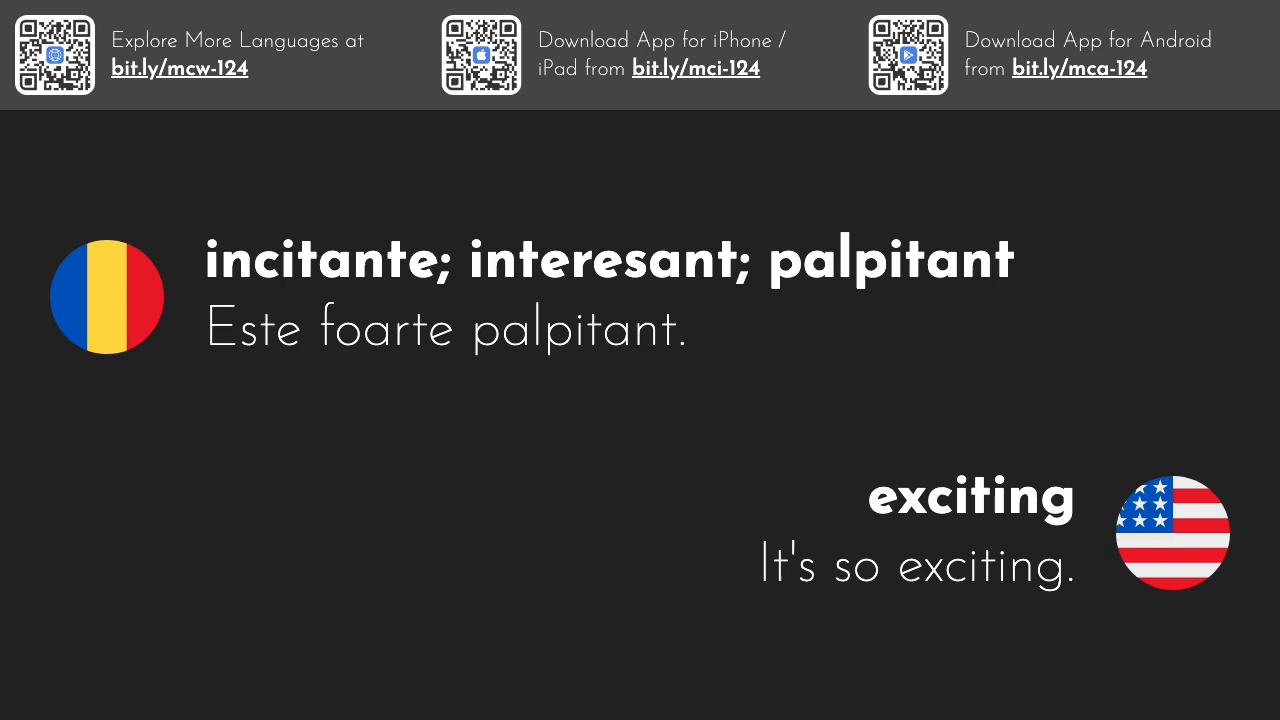 Explore More Languages at
bit.ly/mcw-124
Download App for iPhone /
iPad from bit.ly/mci-124
Download App for Android
from bit.ly/mca-124
incitante; interesant; palpitant
Este foarte palpitant.
exciting
It's so exciting.